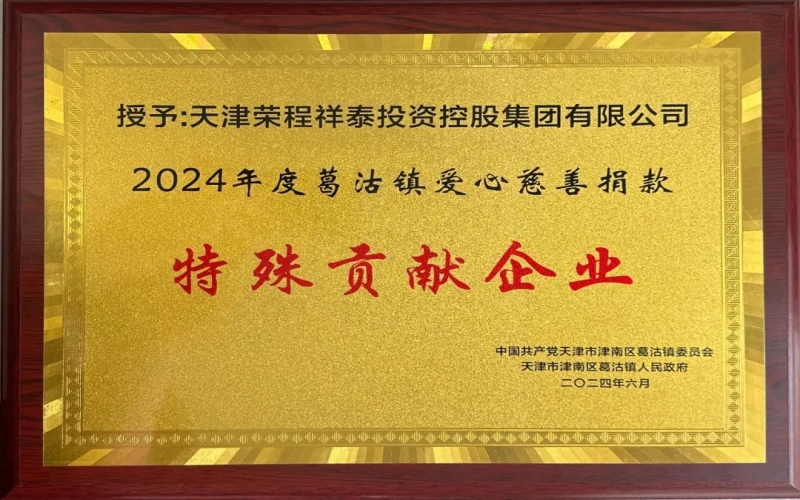 授予:天津荣程祥泰投资控股集团有限公司
2024年度葛沽镇爱心慈善捐款
特殊贡献企业
中国共产党天津市津南区葛沽镇委员会
天津市津南区葛沽镇人民政府
二〇二四年六月